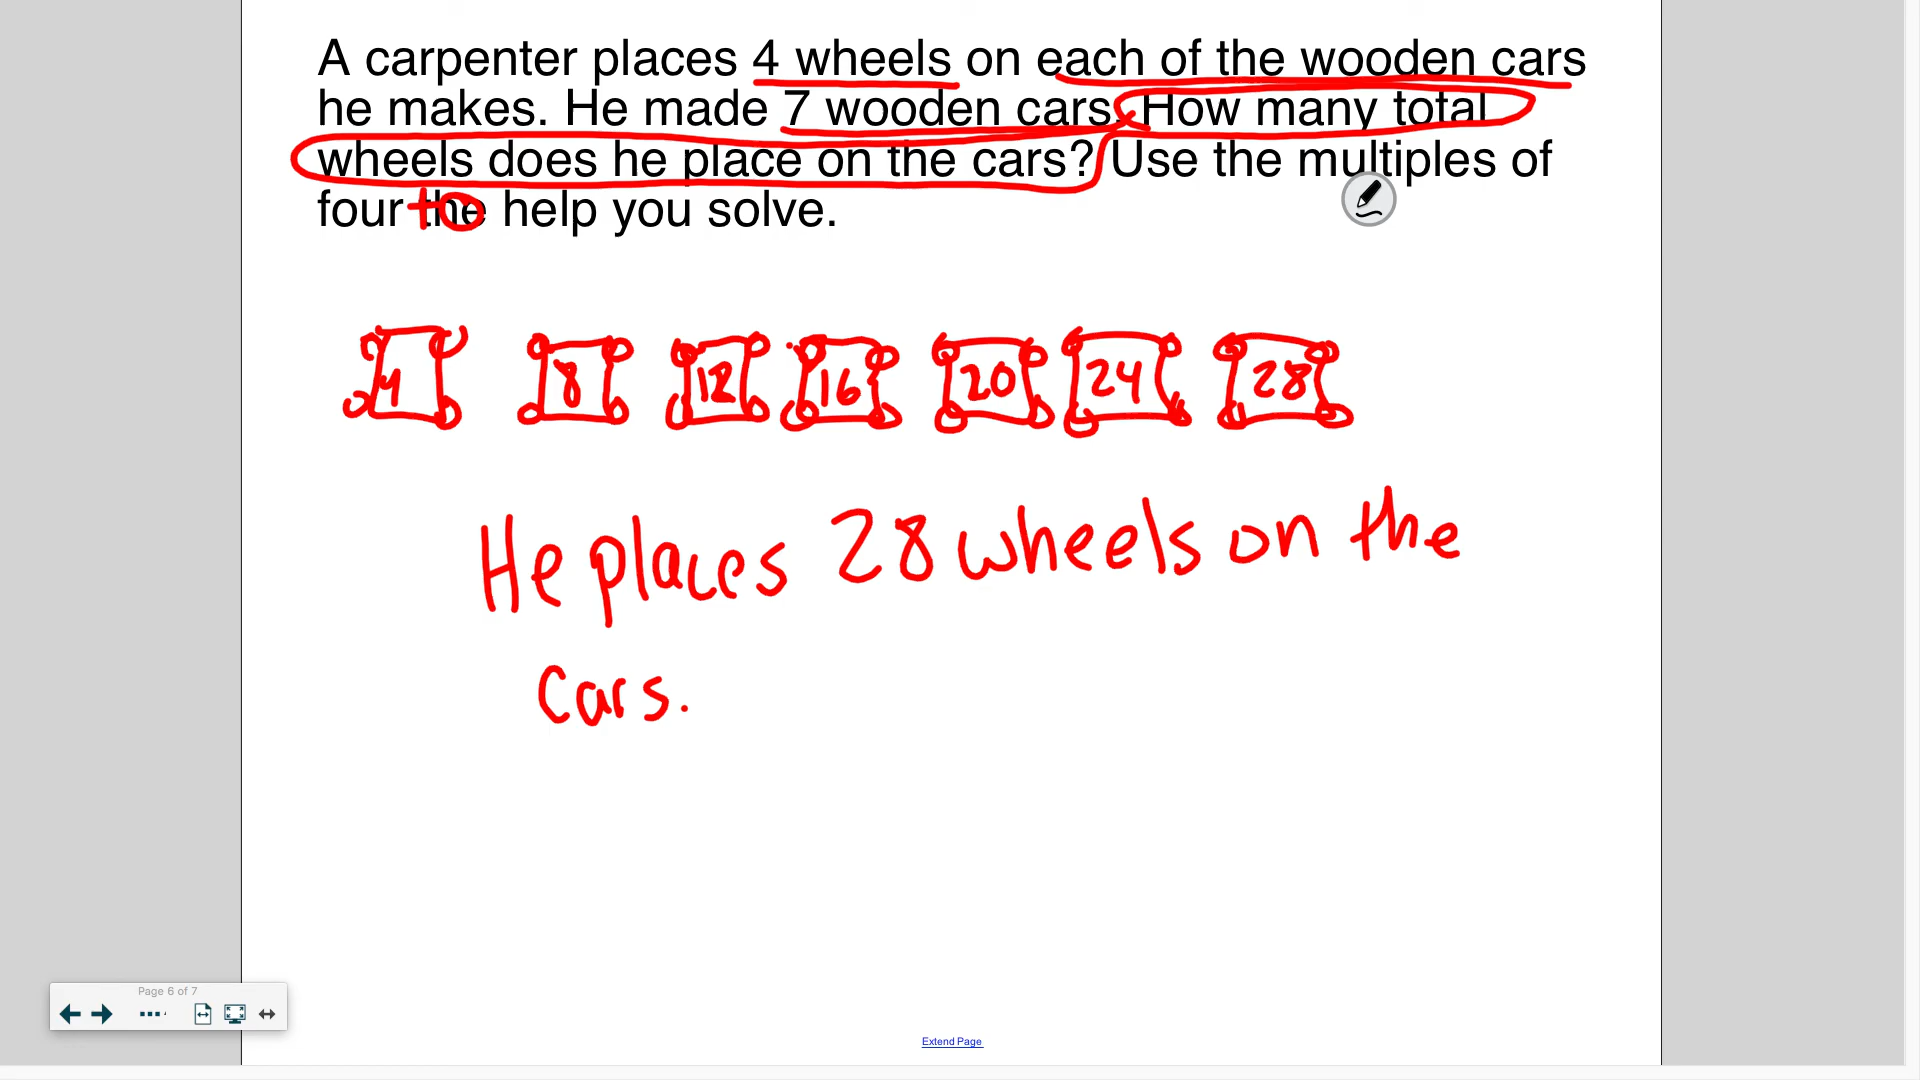 A carpenter places 4 wheels on each of the wooden cars
he makes. He made 7 wooden cars. How many total
wheels does he place on the cars? Use the multiples of
four to the help you solve.
4 8 12 16 20 24 28
He places 28 wheels on the
cars.
Page 6 of 7
Extend Page